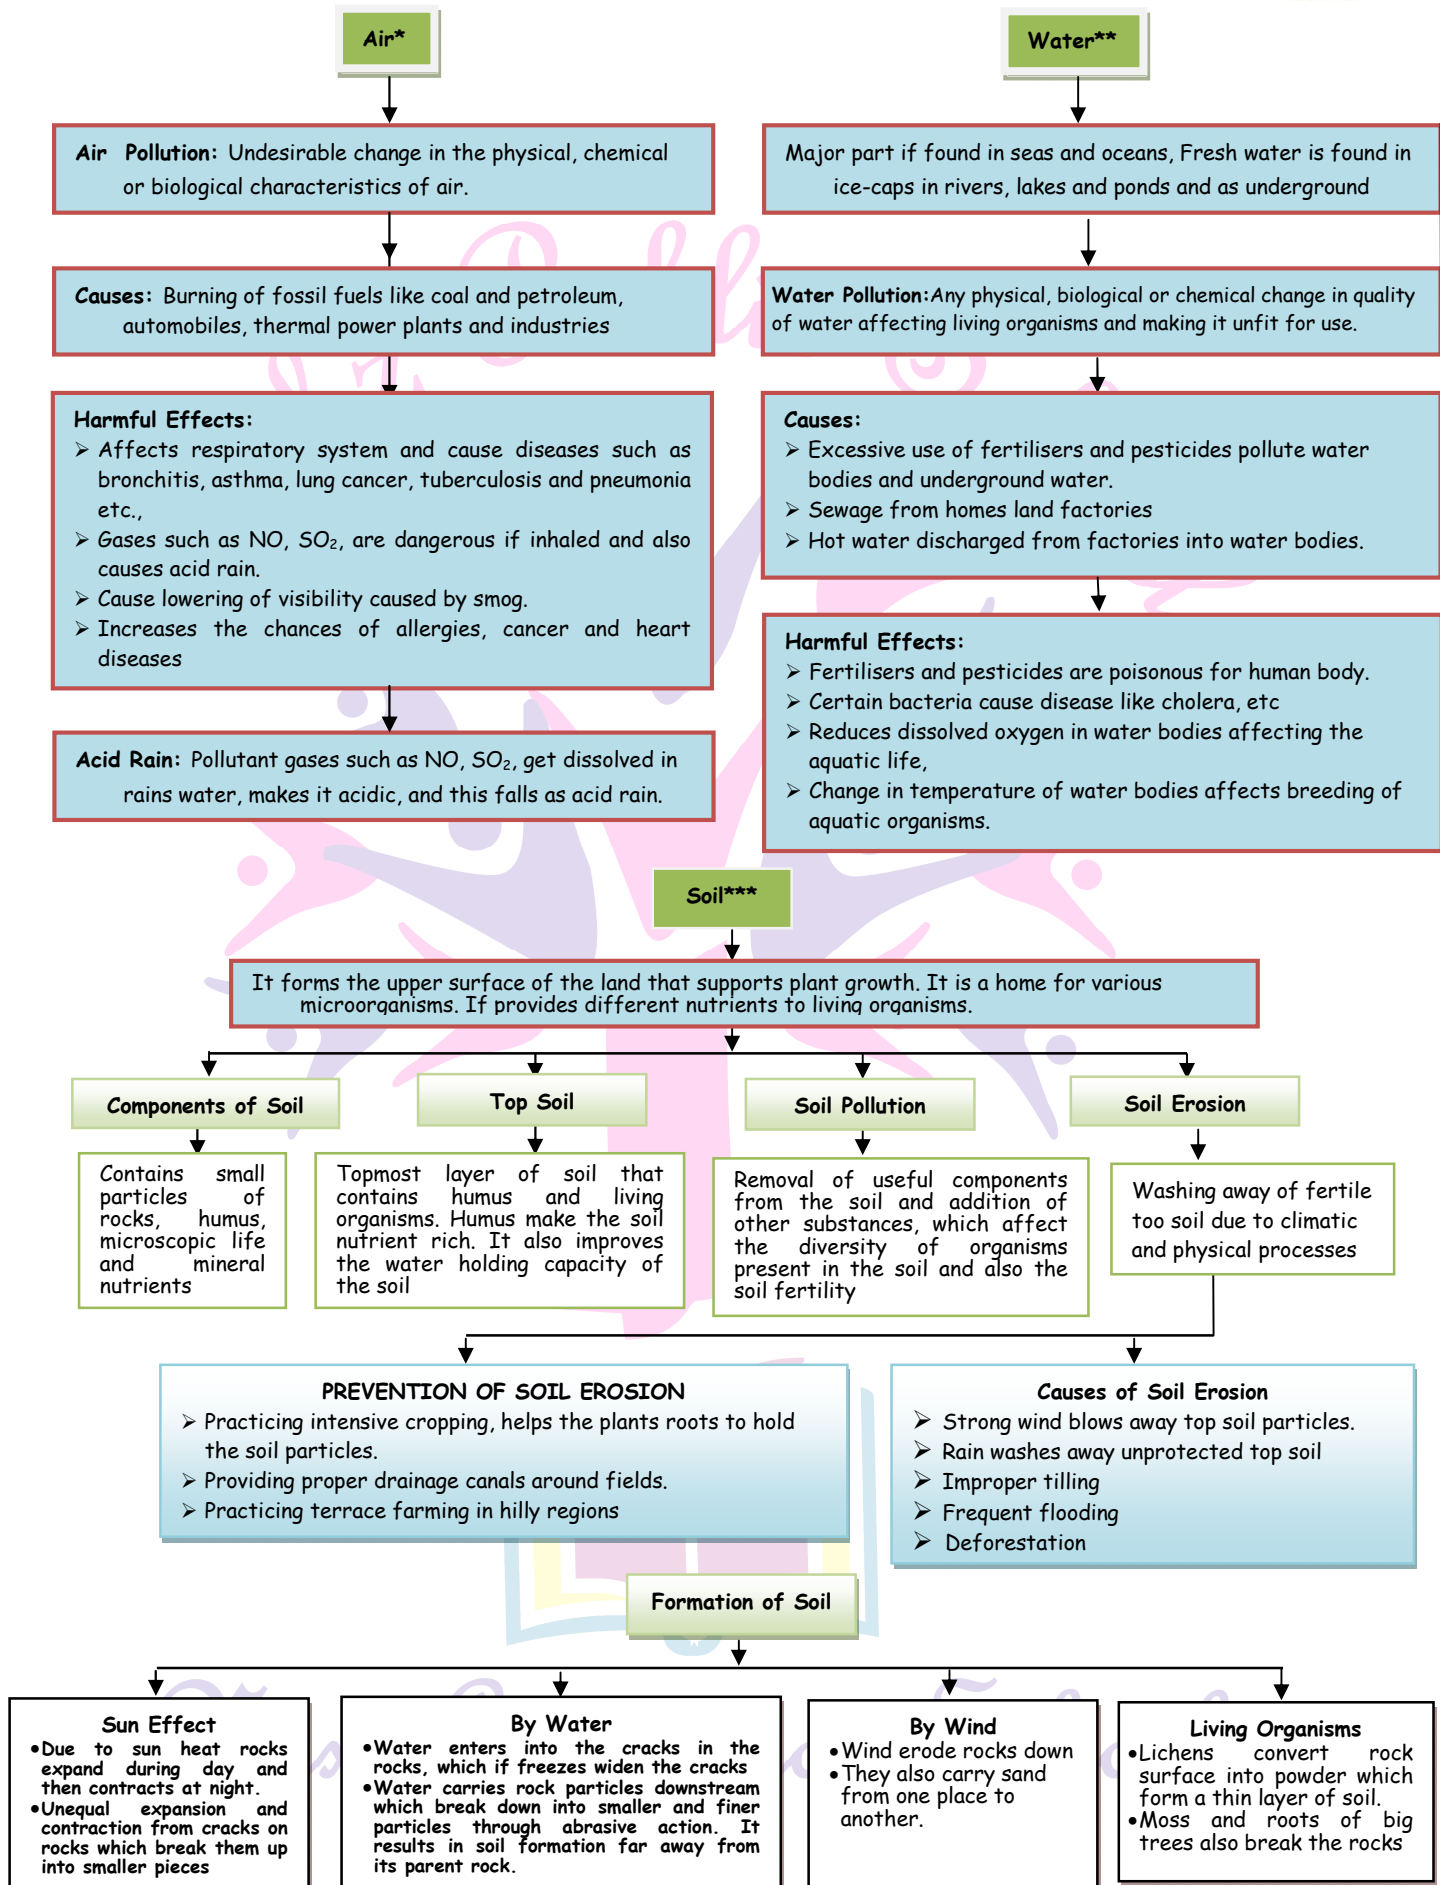 Air*
Air Pollution: Undesirable change in the physical, chemical
or biological characteristics of air.
Causes: Burning of fossil fuels like coal and petroleum,
automobiles, thermal power plants and industries
Harmful Effects:
➢ Affects respiratory system and cause diseases such as
bronchitis, asthma, lung cancer, tuberculosis and pneumonia
etc.,
➢ Gases such as NO, SO₂, are dangerous if inhaled and also
causes acid rain.
➢ Cause lowering of visibility caused by smog.
➢ Increases the chances of allergies, cancer and heart
diseases
Acid Rain: Pollutant gases such as NO, SO₂, get dissolved in
rains water, makes it acidic, and this falls as acid rain.
Water**
Major part if found in seas and oceans, Fresh water is found in
ice-caps in rivers, lakes and ponds and as underground
Water Pollution:Any physical, biological or chemical change in quality
of water affecting living organisms and making it unfit for use.
Causes:
➢ Excessive use of fertilisers and pesticides pollute water
bodies and underground water.
➢ Sewage from homes land factories
➢ Hot water discharged from factories into water bodies.
Harmful Effects:
➢ Fertilisers and pesticides are poisonous for human body.
➢ Certain bacteria cause disease like cholera, etc
➢ Reduces dissolved oxygen in water bodies affecting the
aquatic life,
➢ Change in temperature of water bodies affects breeding of
aquatic organisms.
Soil***
It forms the upper surface of the land that supports plant growth. It is a home for various
microorganisms. If provides different nutrients to living organisms.
Components of Soil
Contains small
particles of
rocks, humus,
microscopic life
and mineral
nutrients
Top Soil
Topmost layer of soil that
contains humus and living
organisms. Humus make the soil
nutrient rich. It also improves
the water holding capacity of
the soil
Soil Pollution
Removal of useful components
from the soil and addition of
other substances, which affect
the diversity of organisms
present in the soil and also the
soil fertility
Soil Erosion
Washing away of fertile
too soil due to climatic
and physical processes
PREVENTION OF SOIL EROSION
➢ Practicing intensive cropping, helps the plants roots to hold
the soil particles.
➢ Providing proper drainage canals around fields.
➢ Practicing terrace farming in hilly regions
Causes of Soil Erosion
➢ Strong wind blows away top soil particles.
➢ Rain washes away unprotected top soil
➢ Improper tilling
➢ Frequent flooding
➢ Deforestation
Formation of Soil
Sun Effect
•Due to sun heat rocks
expand during day and
then contracts at night.
•Unequal expansion and
contraction from cracks on
rocks which break them up
into smaller pieces
By Water
•Water enters into the cracks in the
rocks, which if freezes widen the cracks
•Water carries rock particles downstream
which break down into smaller and finer
particles through abrasive action. It
results in soil formation far away from
its parent rock.
By Wind
•Wind erode rocks down
•They also carry sand
from one place to
another.
Living Organisms
•Lichens convert rock
surface into powder which
form a thin layer of soil.
•Moss and roots of big
trees also break the rocks